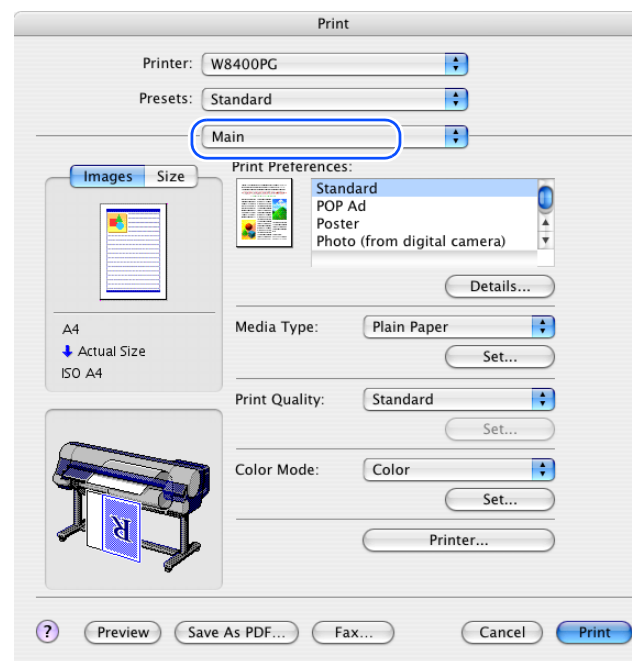 Print
Printer: W8400PG
Presets: Standard
Main
Images Size
Print Preferences:
Standard
POP Ad
Poster
Photo (from digital camera)
Details...
A4
Actual Size
ISO A4
Media Type: Plain Paper
Set...
Print Quality: Standard
Set...
Color Mode: Color
Set...
Printer...
R
? Preview Save As PDF... Fax... Cancel Print